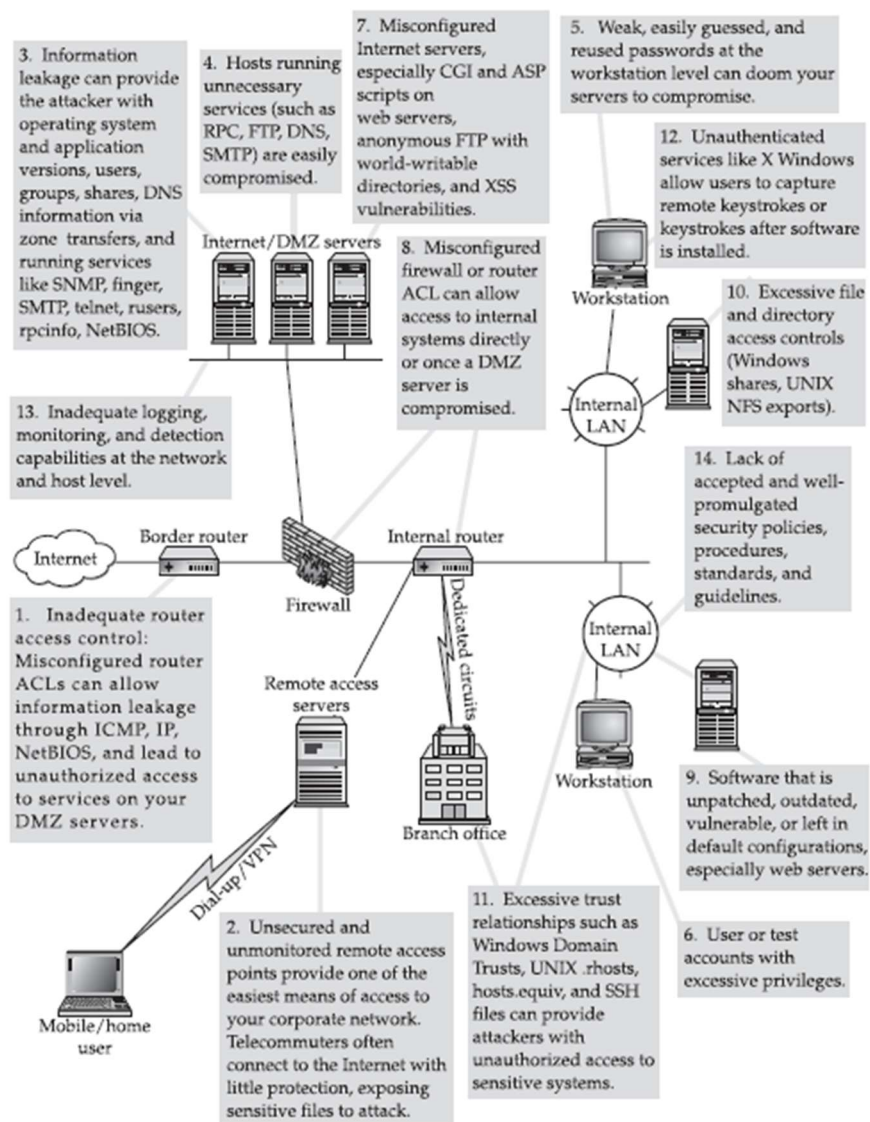 3. Information
leakage can provide
the attacker with
operating system
and application
versions, users,
groups, shares, DNS
information via
zone transfers, and
running services
like SNMP, finger,
SMTP, telnet, rusers,
rpcinfo, NetBIOS.
4. Hosts running
unnecessary
services (such as
RPC, FTP, DNS,
SMTP) are easily
compromised.
7. Misconfigured
Internet servers,
especially CGI and ASP
scripts on
web servers,
anonymous FTP with
world-writable
directories, and XSS
vulnerabilities.
5. Weak, easily guessed, and
reused passwords at the
workstation level can doom your
servers to compromise.
12. Unauthenticated
services like X Windows
allow users to capture
remote keystrokes or
keystrokes after software
is installed.
Internet/DMZ servers
8. Misconfigured
firewall or router
ACL can allow
access to internal
systems directly
or once a DMZ
server is
compromised.
Workstation
10. Excessive file
and directory
access controls
(Windows
shares, UNIX
NFS exports).
Internal
LAN
13. Inadequate logging,
monitoring, and detection
capabilities at the network
and host level.
14. Lack of
accepted and well-
promulgated
security policies,
procedures,
standards, and
guidelines.
Internet
Border router
Firewall
Internal router
Dedicated circuits
Internal
LAN
1. Inadequate router
access control:
Misconfigured router
ACLs can allow
information leakage
through ICMP, IP,
NetBIOS, and lead to
unauthorized access
to services on your
DMZ servers.
Remote access
servers
Branch office
Workstation
9. Software that is
unpatched, outdated,
vulnerable, or left in
default configurations,
especially web servers.
Dial-up/VPN
Mobile/home
user
2. Unsecured and
unmonitored remote access
points provide one of the
easiest means of access to
your corporate network.
Telecommuters often
connect to the Internet with
little protection, exposing
sensitive files to attack.
11. Excessive trust
relationships such as
Windows Domain
Trusts, UNIX .rhosts,
hosts.equiv, and SSH
files can provide
attackers with
unauthorized access to
sensitive systems.
6. User or test
accounts with
excessive privileges.